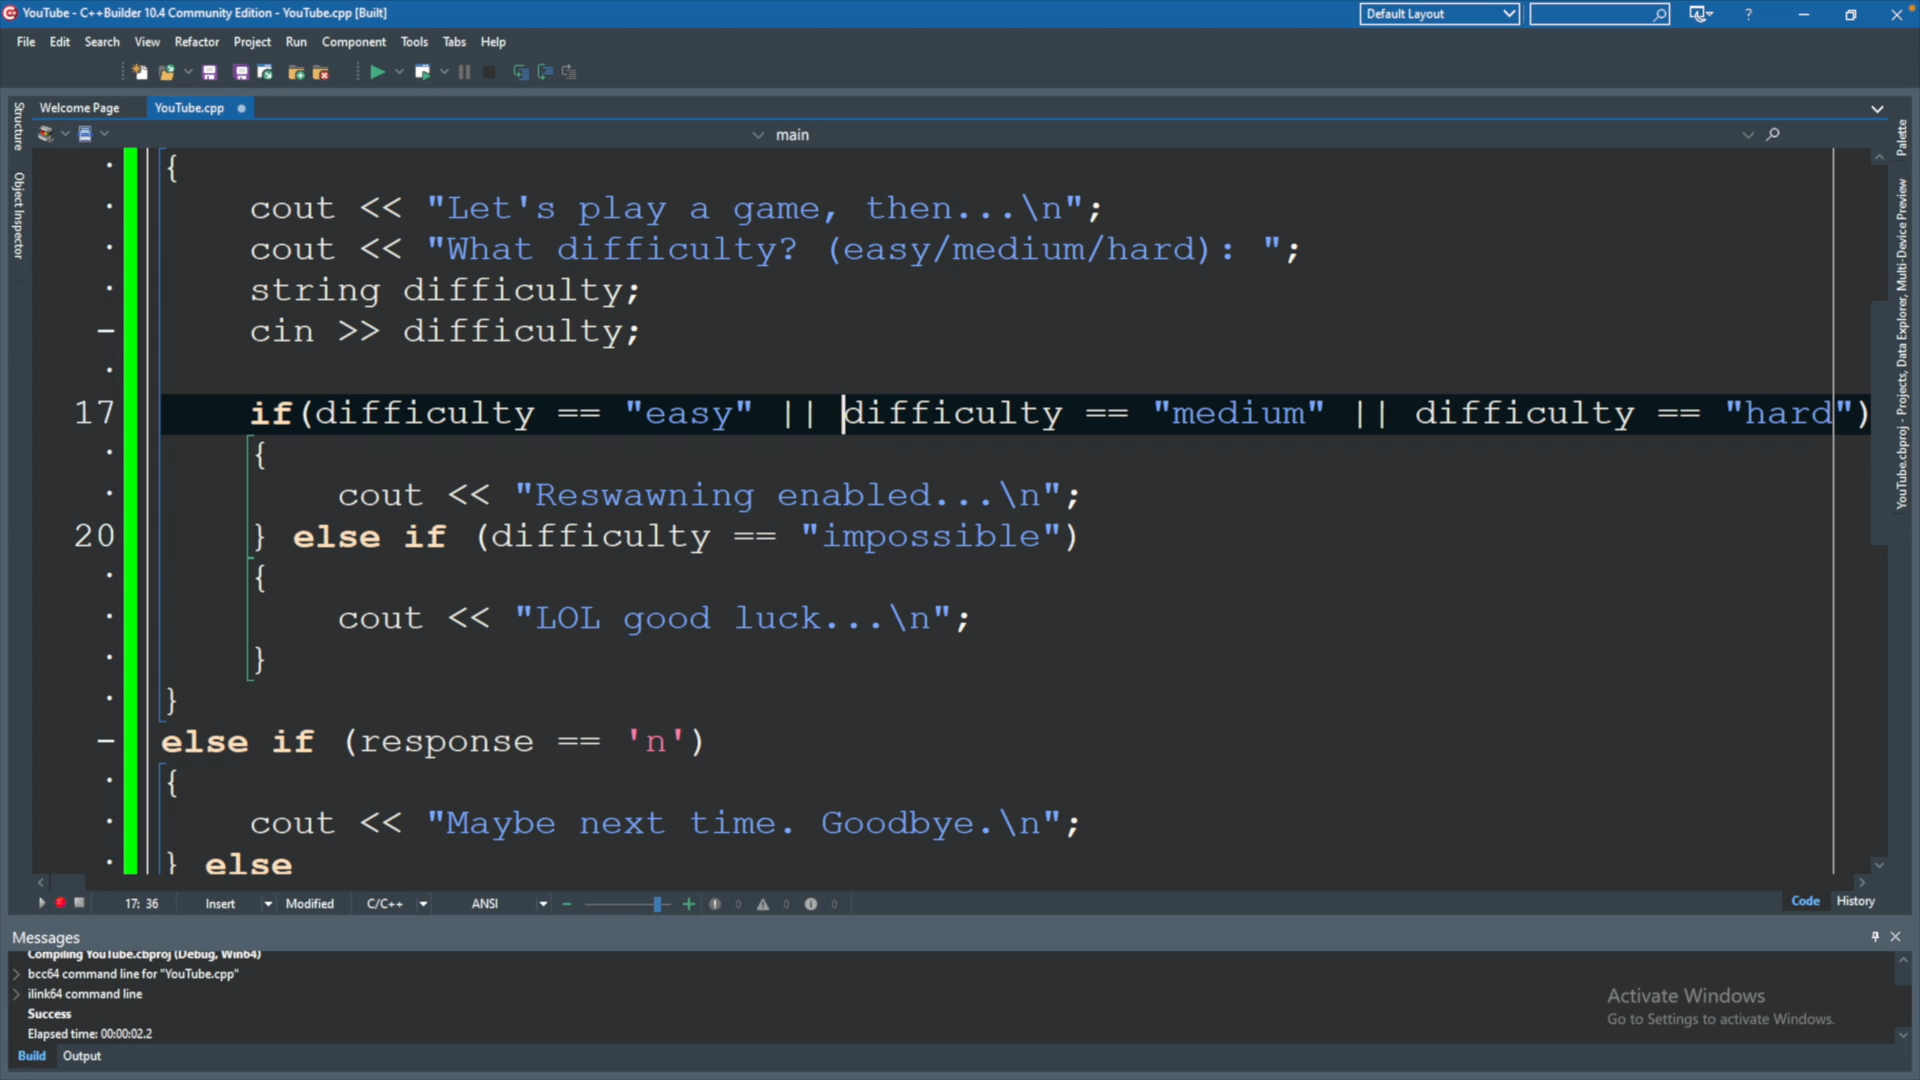 YouTube - C++Builder 10.4 Community Edition - YouTube.cpp [Built]
Default Layout
?
File Edit Search View Refactor Project Run Component Tools Tabs Help
Welcome Page YouTube.cpp
main
Structure
Object Inspector
Palette
YouTube.cbproj - Projects, Data Explorer, Multi-Device Preview
{
cout << "Let's play a game, then...\n";
cout << "What difficulty? (easy/medium/hard): ";
string difficulty;
cin >> difficulty;
17 if(difficulty == "easy" || difficulty == "medium" || difficulty == "hard")
{
cout << "Reswawning enabled...\n";
20 } else if (difficulty == "impossible")
{
cout << "LOL good luck...\n";
}
}
else if (response == 'n')
{
cout << "Maybe next time. Goodbye.\n";
} else
17: 36 Insert Modified C/C++ ANSI 0 0 0 Code History
Messages
Compiling YouTube.cbproj (Debug, Win64)
bcc64 command line for "YouTube.cpp"
ilink64 command line
Success
Elapsed time: 00:00:02.2
Build Output
Activate Windows
Go to Settings to activate Windows.